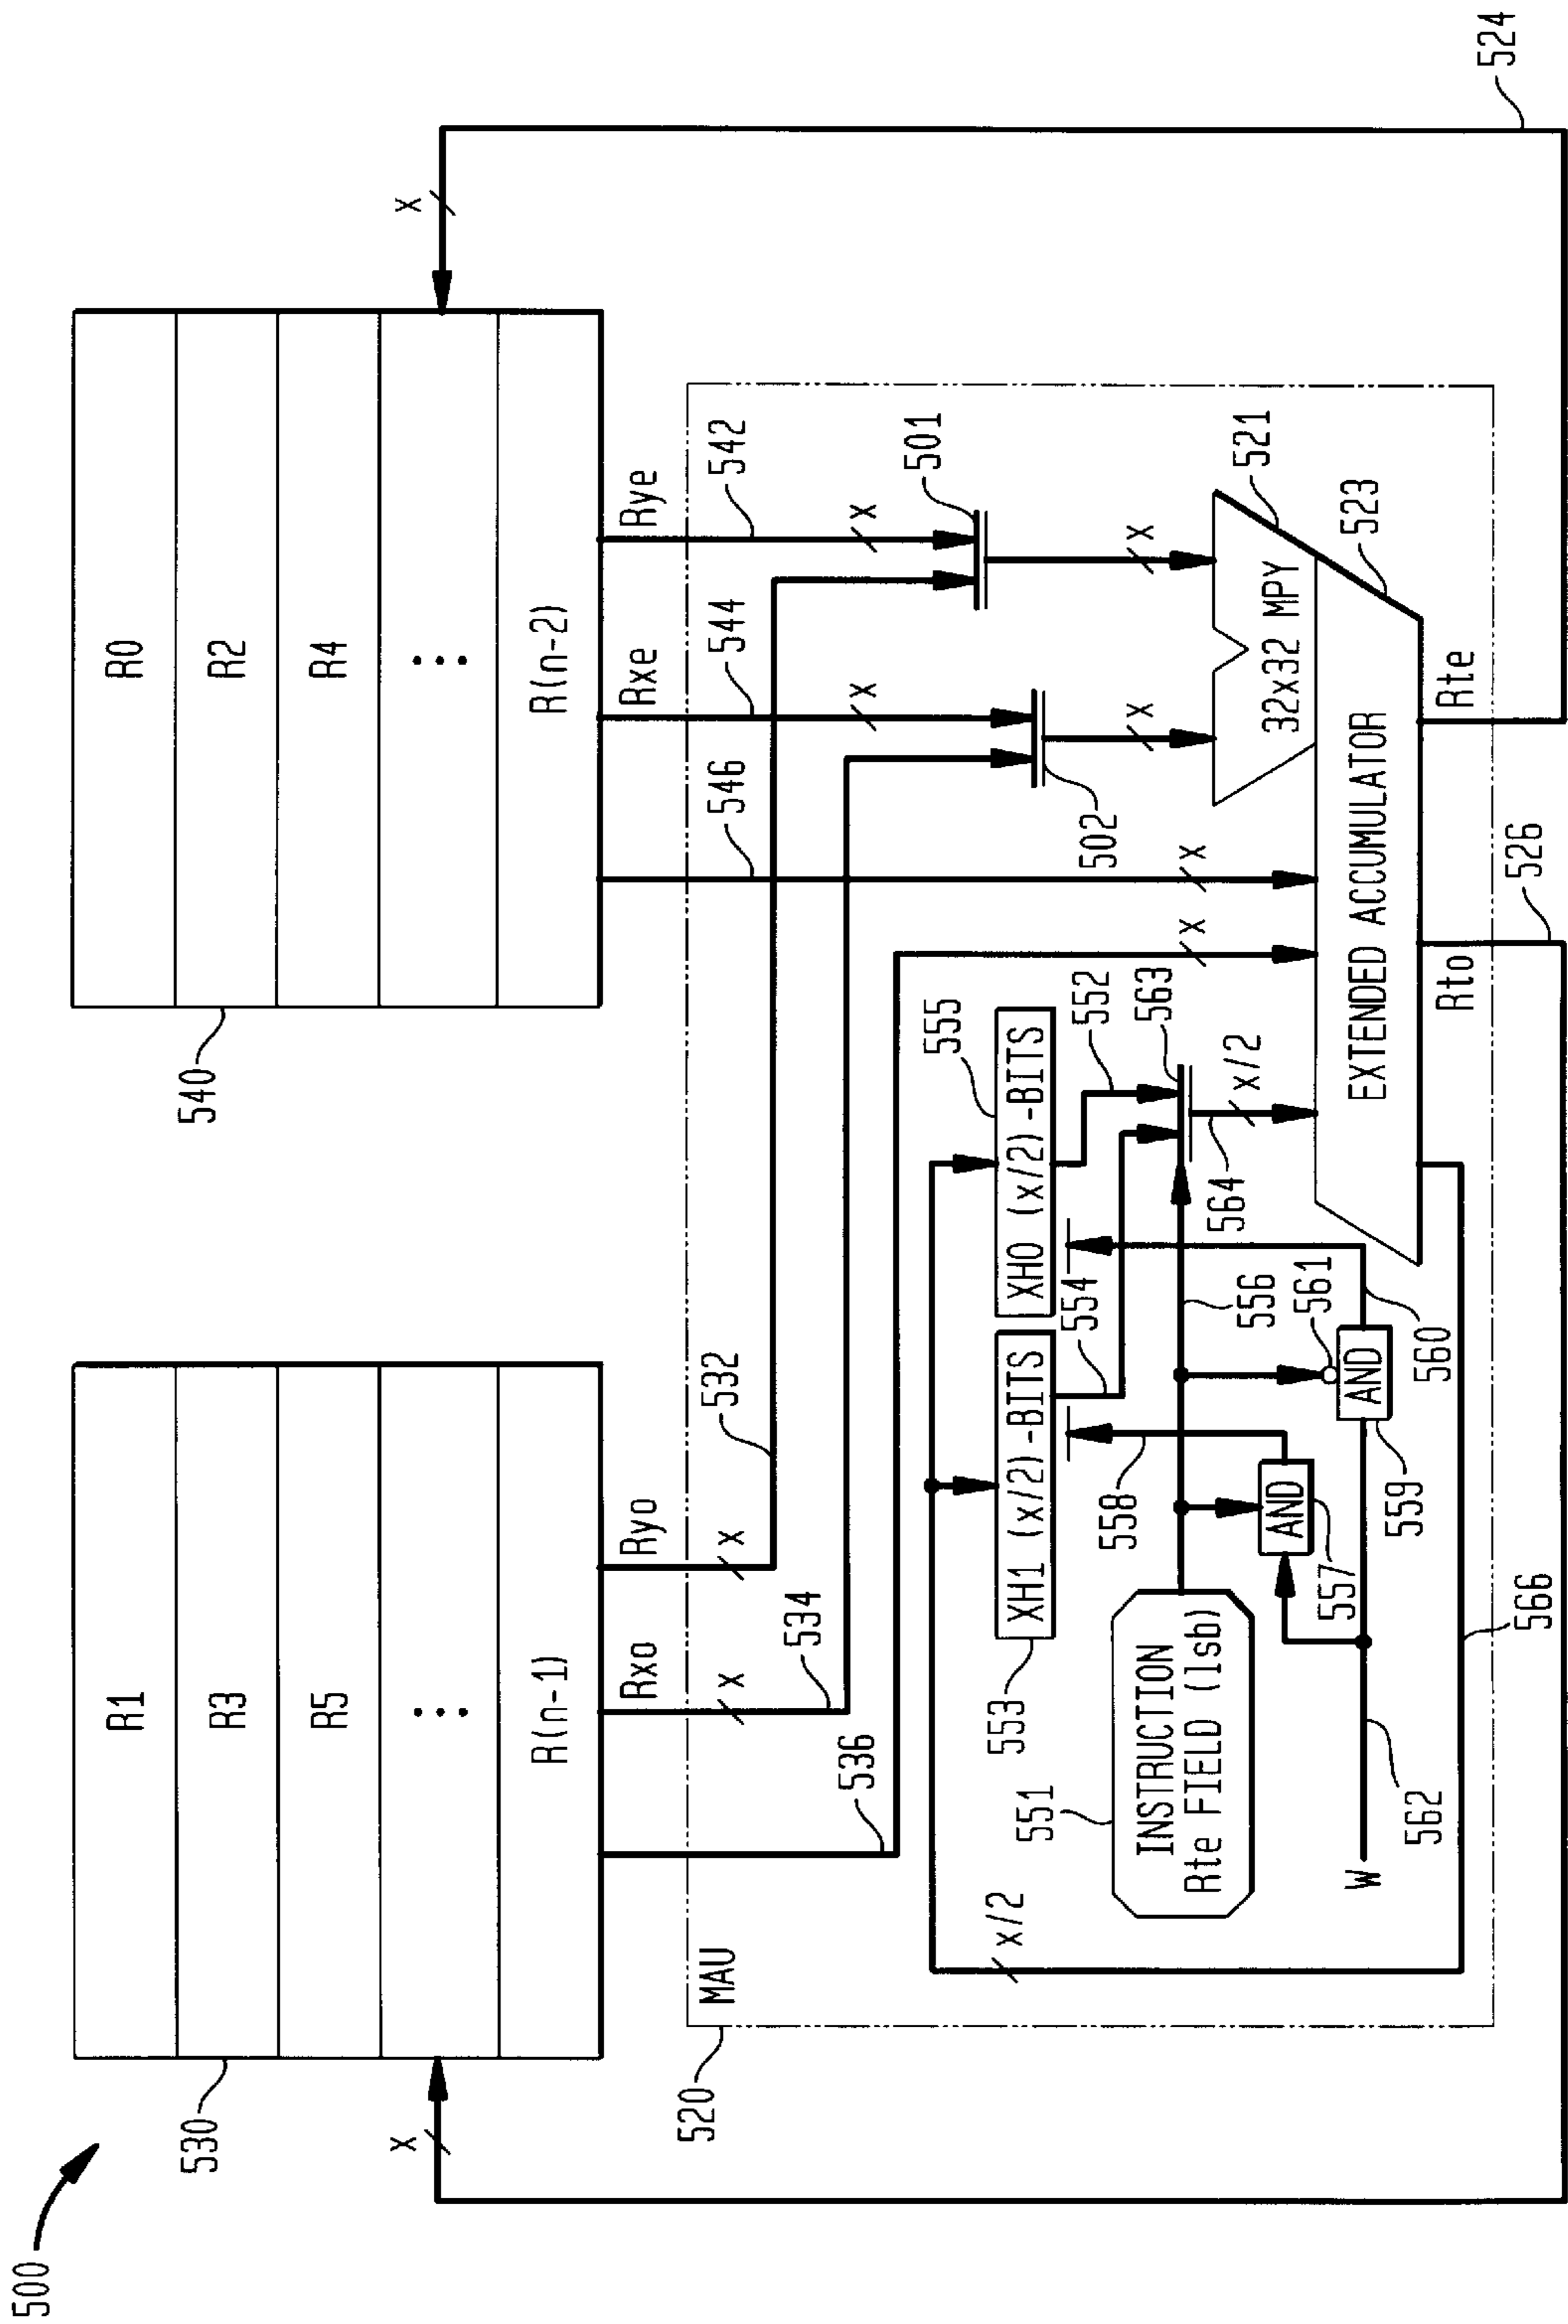 500
530
R1
R3
R5
...
R(n-1)
540
R0
R2
R4
...
R(n-2)
x
x
Rxo
Ryo
Rxe
Rye
520
MAU
536
534
x
532
x
546
544
542
x
x
501
502
x
x
x
x
x/2
553
XH1 (x/2)-BITS
555
XH0 (x/2)-BITS
554
552
563
551
INSTRUCTION
Rte FIELD (lsb)
558
556
564
x/2
561
AND
557
AND
559
560
W
562
32x32 MPY
521
EXTENDED ACCUMULATOR
523
Rto
Rte
566
526
524